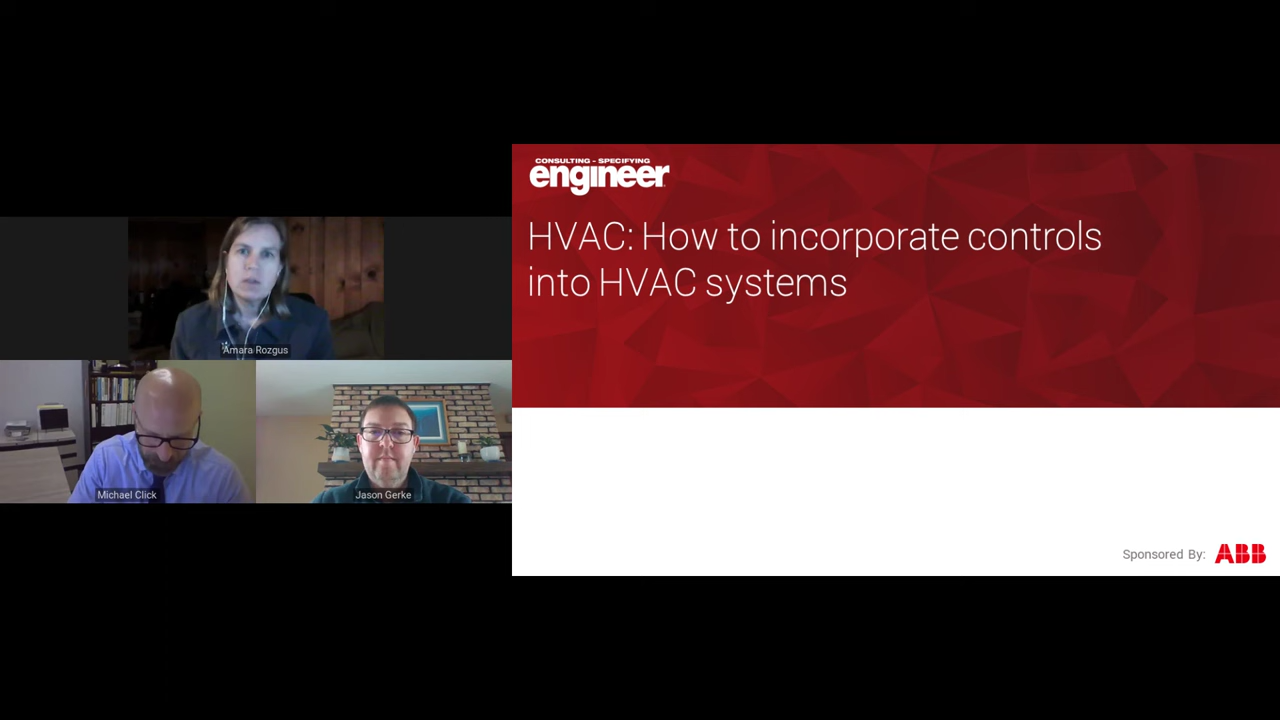 CONSULTING - SPECIFYING
engineer
HVAC: How to incorporate controls
into HVAC systems
Amara Rozgus
Michael Click
Jason Gerke
Sponsored By: ABB